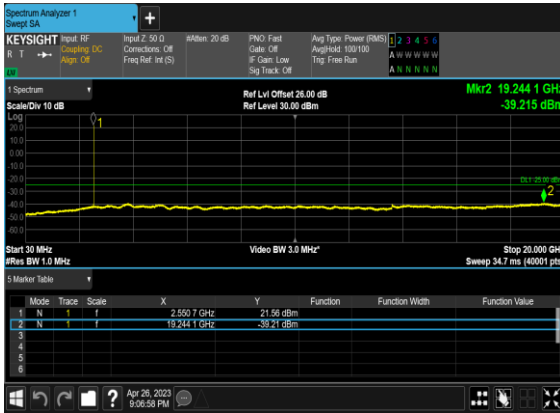 Spectrum Analyzer 1
Swept SA
+
KEYSIGHT Input: RF Input Z: 50 Ω #Atten: 20 dB PNO: Fast Avg Type: Power (RMS) 1 2 3 4 5 6
R T Coupling: DC Corrections: Off Gate: Off Avg|Hold: 100/100 A W W W W W
Align: Off Freq Ref: Int (S) IF Gain: Low Trig: Free Run
Sig Track: Off A N N N N N
1 Spectrum Ref Lvl Offset 26.00 dB Mkr2 19.244 1 GHz
Scale/Div 10 dB Ref Level 30.00 dBm -39.215 dBm
Log
1
20.0
10.0
0.00
-10.0
-20.0
DL1 -25.00 dBm
-30.0
2
-40.0
-50.0
-60.0
Start 30 MHz Video BW 3.0 MHz* Stop 20.000 GH
#Res BW 1.0 MHz Sweep 34.7 ms (40001 pts
5 Marker Table
Mode Trace Scale X Y Function Function Width Function Value
1 N 1 f 2.550 7 GHz 21.56 dBm
2 N 1 f 19.244 1 GHz -39.21 dBm
3
4
5
6
? Apr 26, 2023
9:06:58 PM